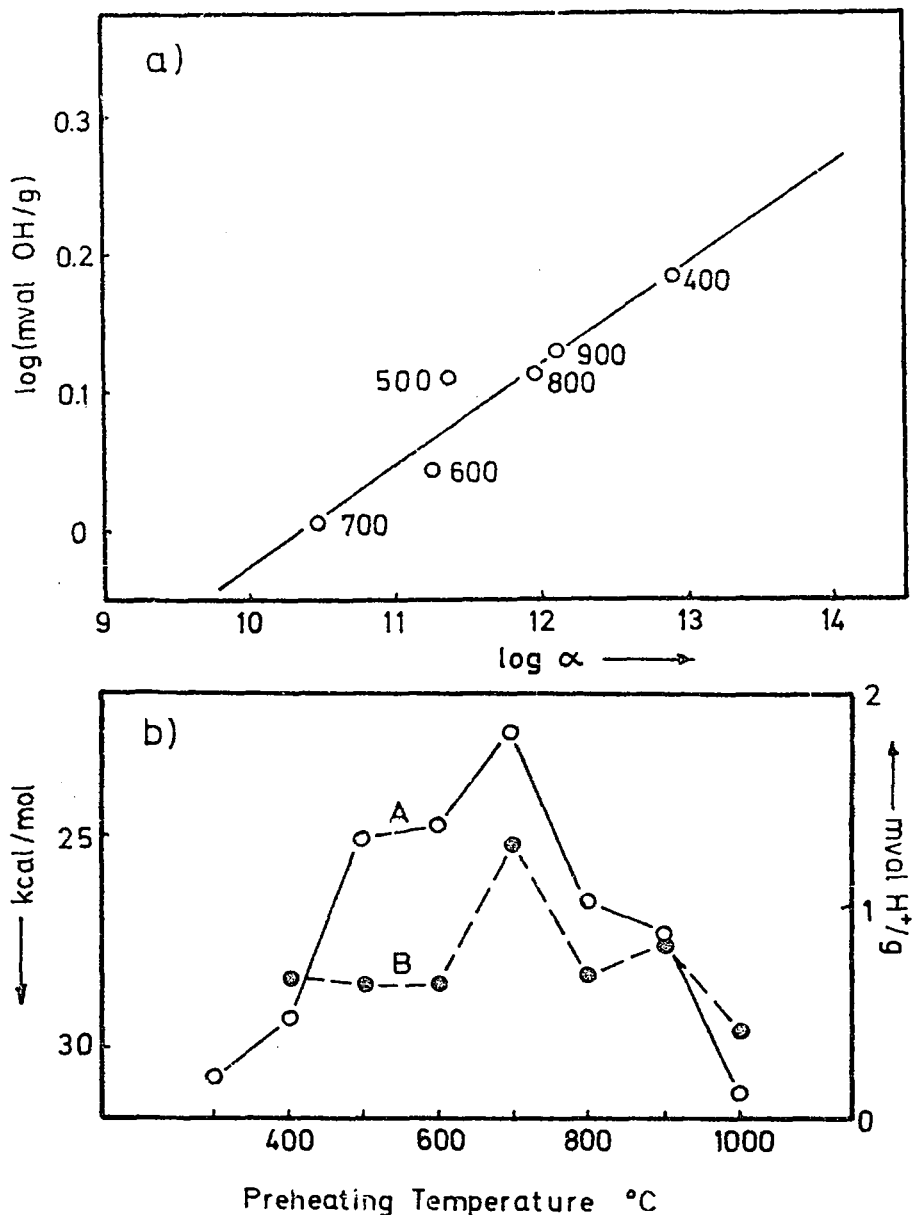 a)
log(mval OH/g)
0.3
0.2
0.1
0
400
900
800
500
600
700
9 10 11 12 13 14
log α ⟶
b)
← kcal/mol
25
30
A
B
2
1
0
← mval H⁺/g
400 600 800 1000
Preheating Temperature °C